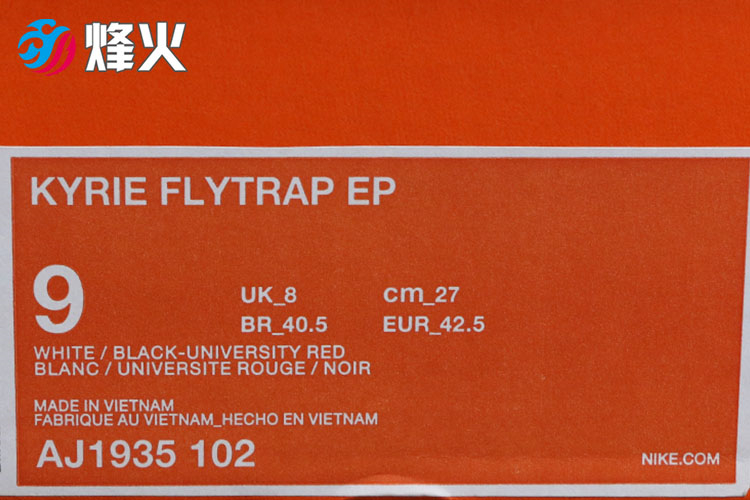 烽火
KYRIE FLYTRAP EP
9
UK_8 cm_27
BR_40.5 EUR_42.5
WHITE / BLACK-UNIVERSITY RED
BLANC / UNIVERSITE ROUGE / NOIR
MADE IN VIETNAM
FABRIQUE AU VIETNAM_HECHO EN VIETNAM
AJ1935 102
NIKE.COM